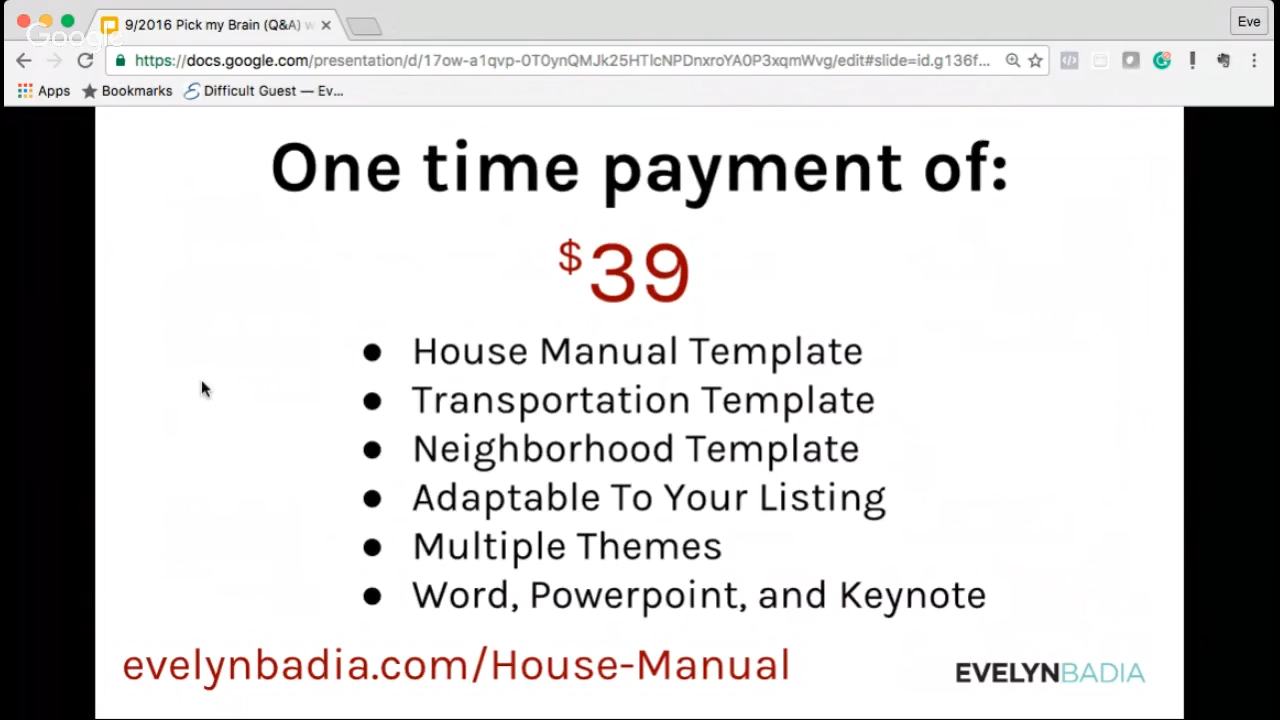 9/2016 Pick my Brain (Q&A) w
Eve
Google
https://docs.google.com/presentation/d/17ow-a1qvp-0T0ynQMJk25HTlcNPDnxroYA0P3xqmWvg/edit#slide=id.g136f...
Apps Bookmarks Difficult Guest — Ev...
One time payment of:
$39
● House Manual Template
● Transportation Template
● Neighborhood Template
● Adaptable To Your Listing
● Multiple Themes
● Word, Powerpoint, and Keynote
evelynbadia.com/House-Manual
EVELYNBADIA